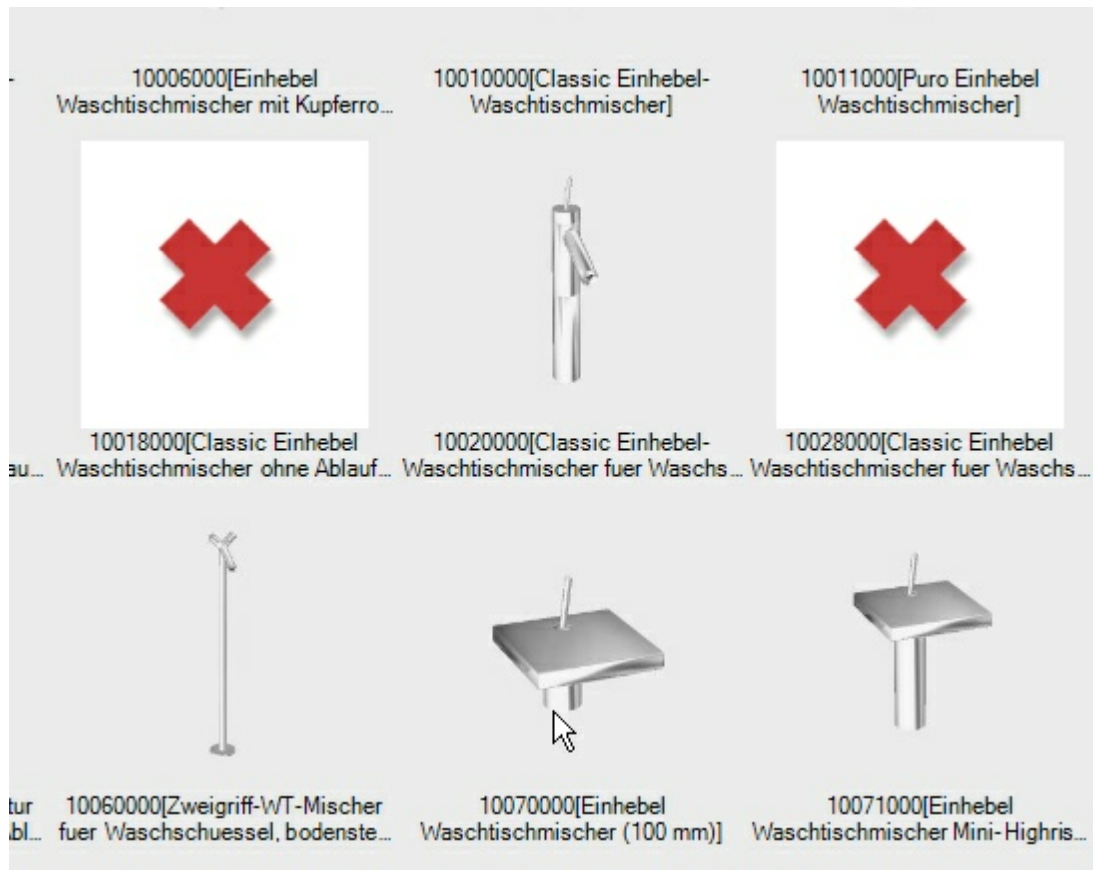 10006000[Einhebel
Waschtischmischer mit Kupferro...
10010000[Classic Einhebel-
Waschtischmischer]
10011000[Puro Einhebel
Waschtischmischer]
10018000[Classic Einhebel
Waschtischmischer ohne Ablauf...
10020000[Classic Einhebel-
Waschtischmischer fuer Waschs...
10028000[Classic Einhebel
Waschtischmischer fuer Waschs...
10060000[Zweigriff-WT-Mischer
fuer Waschschuessel, bodenste...
10070000[Einhebel
Waschtischmischer (100 mm)]
10071000[Einhebel
Waschtischmischer Mini-Highris...